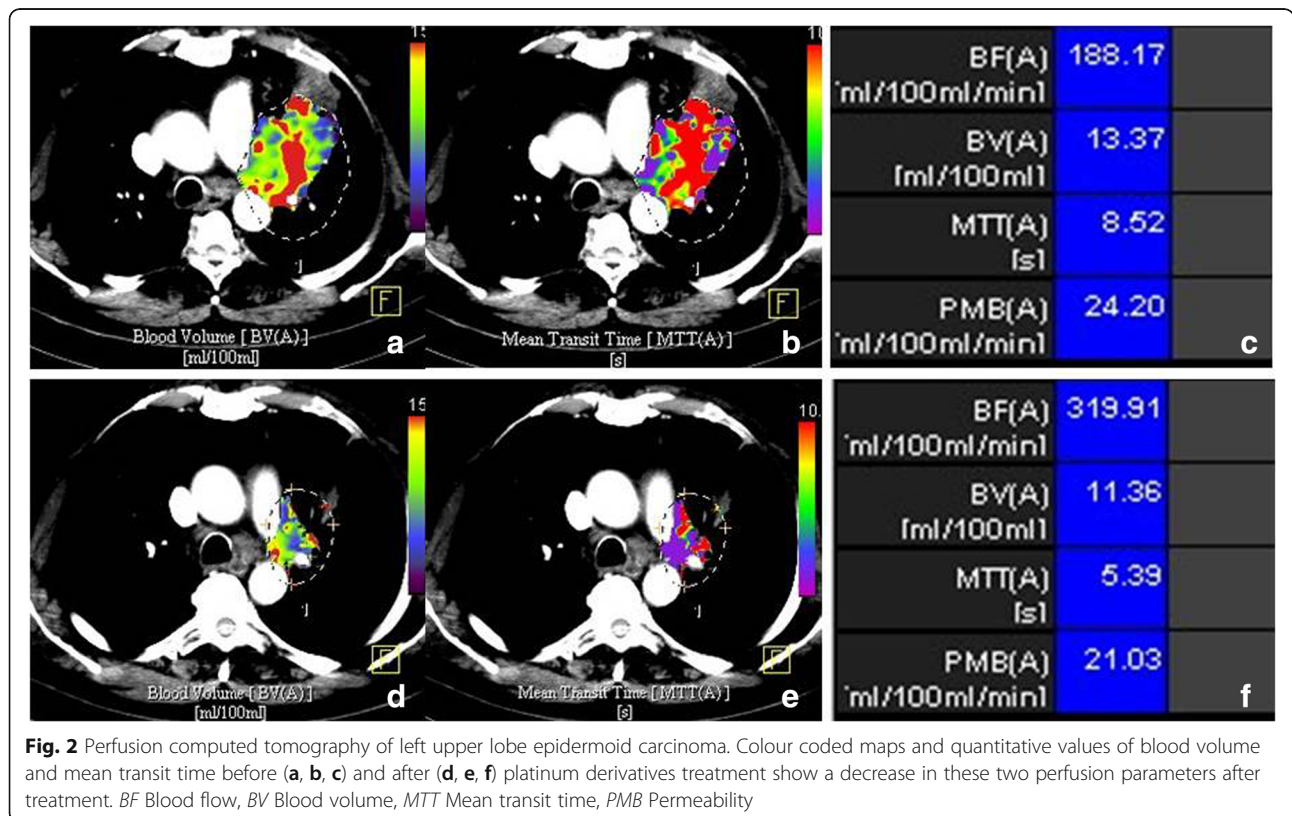 15
10
BF(A) 188.17
ml/100ml/min]
BV(A) 13.37
[ml/100ml]
MTT(A) 8.52
[s]
PMB(A) 24.20
ml/100ml/min]
F
F
Blood Volume [ BV(A) ]
[ml/100ml]
a
Mean Transit Time [ MTT(A) ]
[s]
b
c
15
10.
BF(A) 319.91
ml/100ml/min]
BV(A) 11.36
[ml/100ml]
MTT(A) 5.39
[s]
PMB(A) 21.03
ml/100ml/min]
F
F
Blood Volume [ BV(A) ]
[ml/100ml]
d
Mean Transit Time [ MTT(A) ]
[s]
e
f
Fig. 2 Perfusion computed tomography of left upper lobe epidermoid carcinoma. Colour coded maps and quantitative values of blood volume
and mean transit time before (a, b, c) and after (d, e, f) platinum derivatives treatment show a decrease in these two perfusion parameters after
treatment. BF Blood flow, BV Blood volume, MTT Mean transit time, PMB Permeability